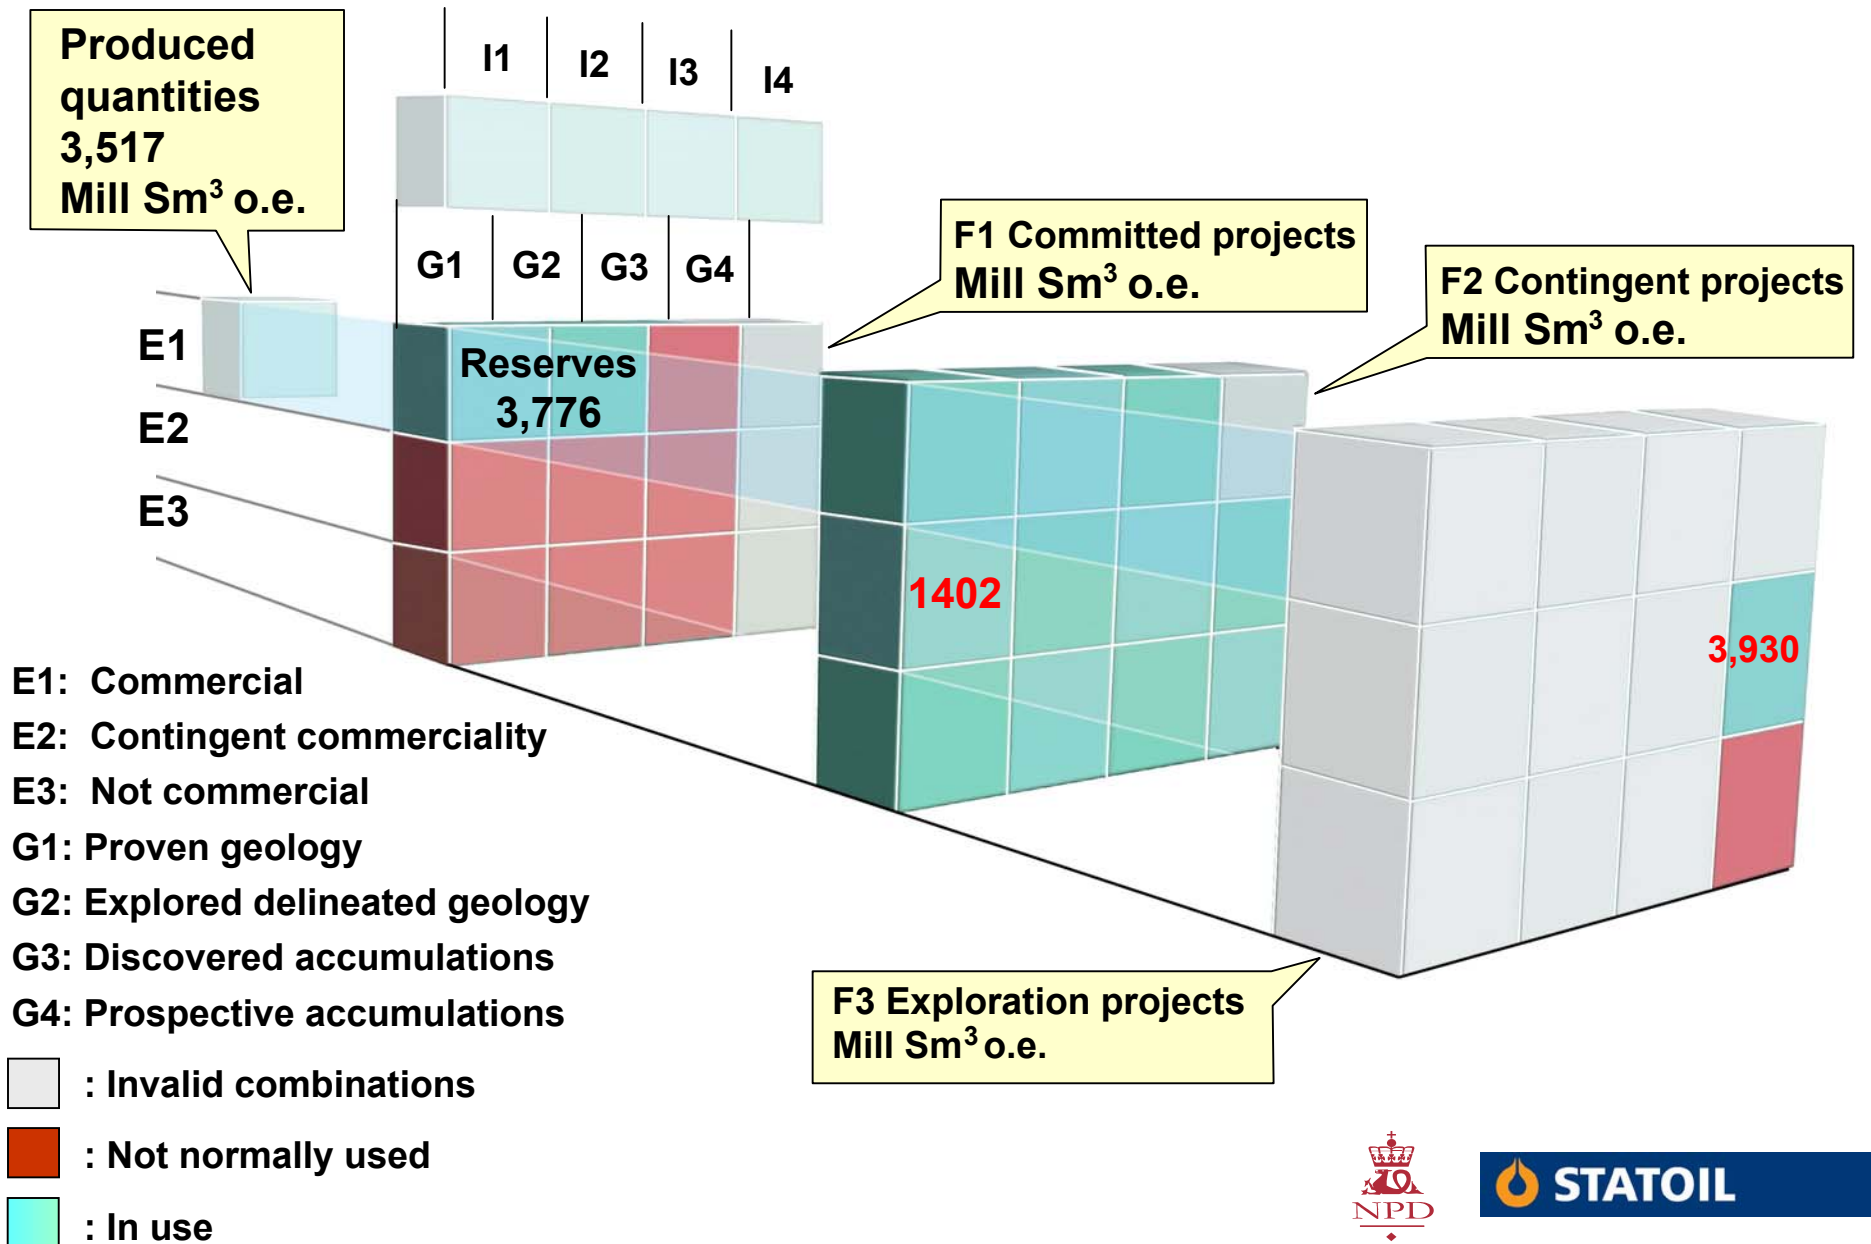 Produced
quantities
3,517
Mill Sm³ o.e.
I1 I2 I3 I4
G1 G2 G3 G4
F1 Committed projects
Mill Sm³ o.e.
F2 Contingent projects
Mill Sm³ o.e.
E1
E2
E3
Reserves
3,776
1402
3,930
E1: Commercial
E2: Contingent commerciality
E3: Not commercial
G1: Proven geology
G2: Explored delineated geology
G3: Discovered accumulations
G4: Prospective accumulations
F3 Exploration projects
Mill Sm³ o.e.
: Invalid combinations
: Not normally used
: In use
NPD
STATOIL